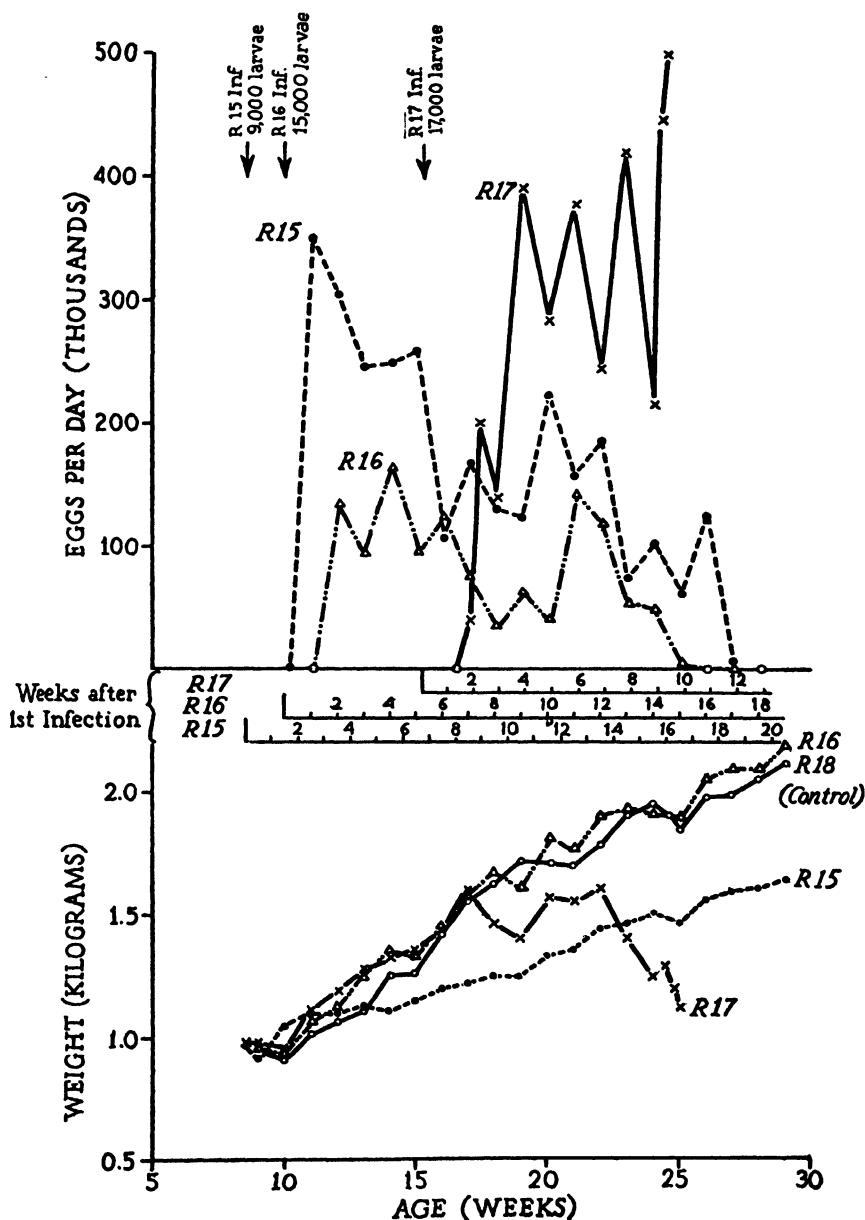 R 15 Inf
9,000 larvae
R 16 Inf.
15,000 larvae
R 17 Inf.
17,000 larvae
EGGS PER DAY (THOUSANDS)
500
400
300
200
100
R15
R16
R17
Weeks after
1st Infection
R17
2 4 6 8 10 12
R16
2 4 6 8 10 12 14 16 18
R15
2 4 6 8 10 12 14 16 18 20
WEIGHT (KILOGRAMS)
2.0
1.5
1.0
0.5
R16
R18
(Control)
R15
R17
5 10 15 20 25 30
AGE (WEEKS)